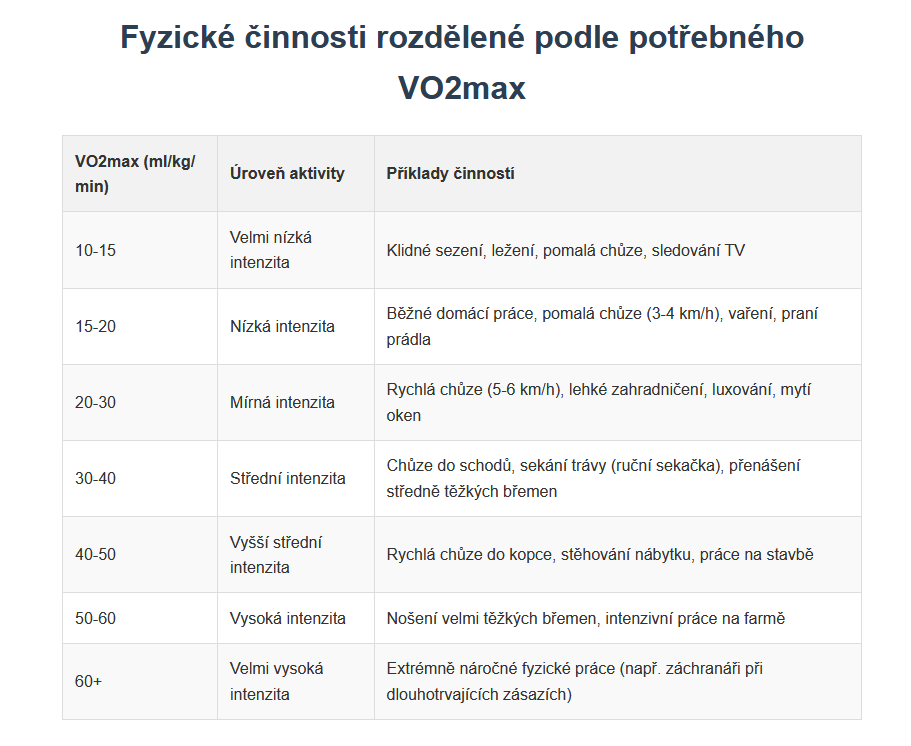 Fyzické činnosti rozdělené podle potřebného
VO2max
VO2max (ml/kg/
min)
Úroveň aktivity
Příklady činností
10-15
Velmi nízká
intenzita
Klidné sezení, ležení, pomalá chůze, sledování TV
15-20
Nízká intenzita
Běžné domácí práce, pomalá chůze (3-4 km/h), vaření, praní
prádla
20-30
Mírná intenzita
Rychlá chůze (5-6 km/h), lehké zahradničení, luxování, mytí
oken
30-40
Střední intenzita
Chůze do schodů, sekání trávy (ruční sekačka), přenášení
středně těžkých břemen
40-50
Vyšší střední
intenzita
Rychlá chůze do kopce, stěhování nábytku, práce na stavbě
50-60
Vysoká intenzita
Nošení velmi těžkých břemen, intenzivní práce na farmě
60+
Velmi vysoká
intenzita
Extrémně náročné fyzické práce (např. záchranáři při
dlouhotrvajících zásazích)